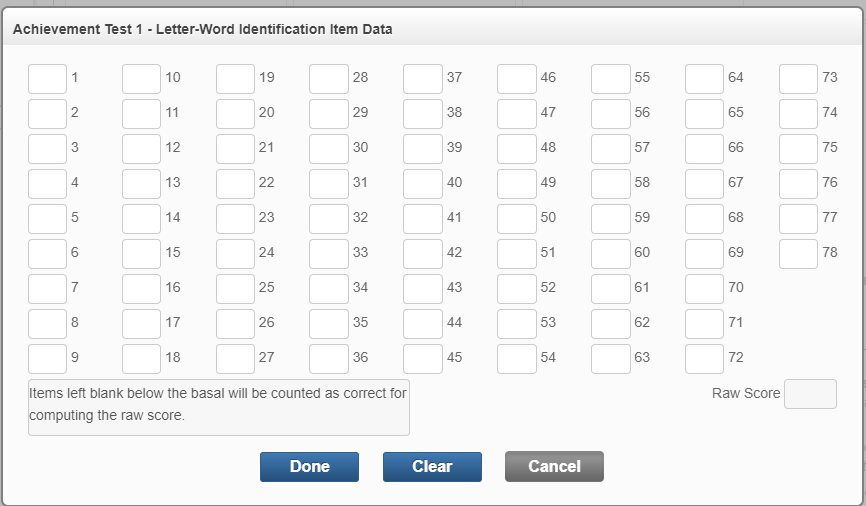 Achievement Test 1 - Letter-Word Identification Item Data
1 10 19 28 37 46 55 64 73
2 11 20 29 38 47 56 65 74
3 12 21 30 39 48 57 66 75
4 13 22 31 40 49 58 67 76
5 14 23 32 41 50 59 68 77
6 15 24 33 42 51 60 69 78
7 16 25 34 43 52 61 70
8 17 26 35 44 53 62 71
9 18 27 36 45 54 63 72
Items left blank below the basal will be counted as correct for
computing the raw score.
Raw Score
Done Clear Cancel